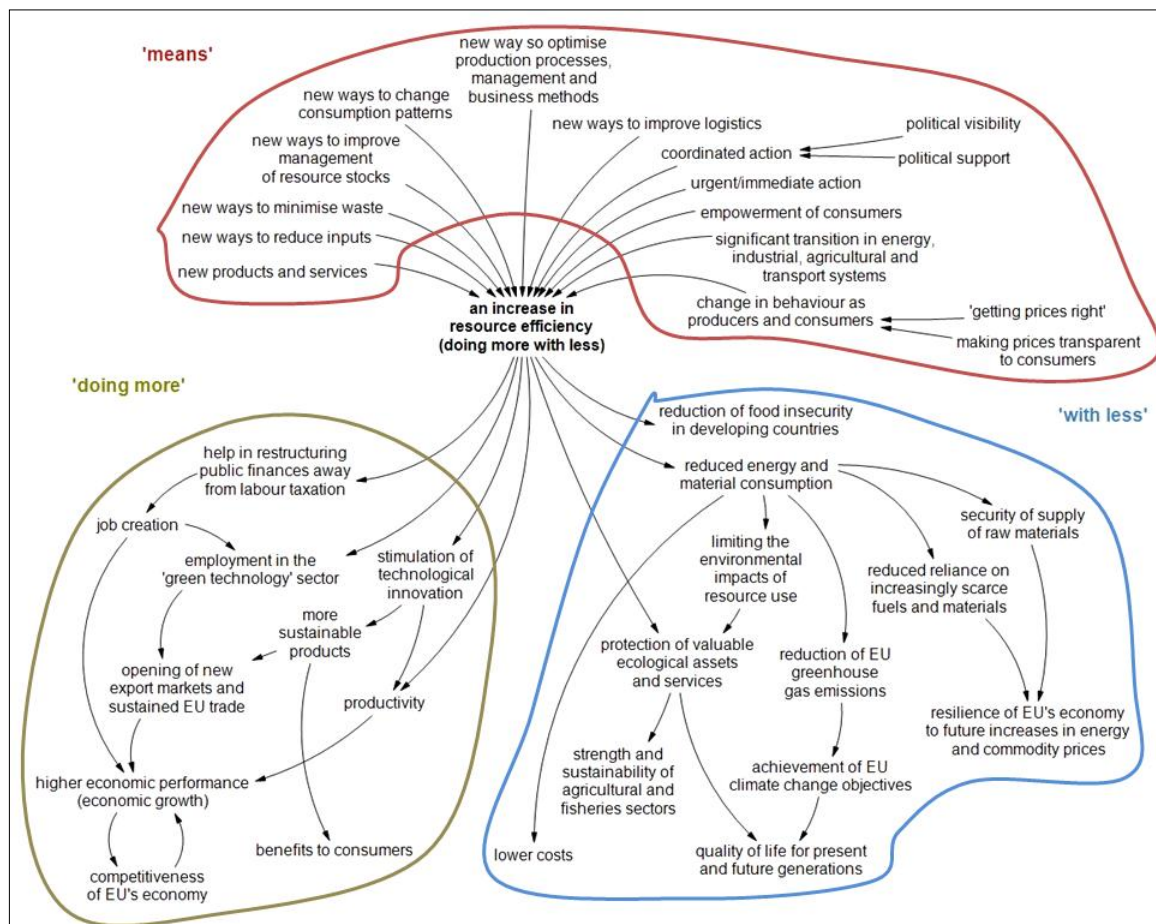 'means'
new way so optimise
production processes,
management and
business methods
new ways to change
consumption patterns
new ways to improve logistics
political visibility
new ways to improve
management
of resource stocks
coordinated action
political support
urgent/immediate action
new ways to minimise waste
empowerment of consumers
new ways to reduce inputs
significant transition in energy,
industrial, agricultural and
transport systems
new products and services
change in behaviour as
producers and consumers
'getting prices right'
making prices transparent
to consumers
an increase in
resource efficiency
(doing more with less)
'doing more'
help in restructuring
public finances away
from labour taxation
job creation
employment in the
'green technology' sector
stimulation of
technological
innovation
more
sustainable
products
opening of new
export markets and
sustained EU trade
productivity
higher economic performance
(economic growth)
benefits to consumers
competitiveness
of EU's economy
'with less'
reduction of food insecurity
in developing countries
reduced energy and
material consumption
security of supply
of raw materials
limiting the
environmental
impacts of
resource use
reduced reliance on
increasingly scarce
fuels and materials
protection of valuable
ecological assets
and services
reduction of EU
greenhouse
gas emissions
resilience of EU's economy
to future increases in energy
and commodity prices
strength and
sustainability of
agricultural and
fisheries sectors
achievement of EU
climate change objectives
lower costs
quality of life for present
and future generations